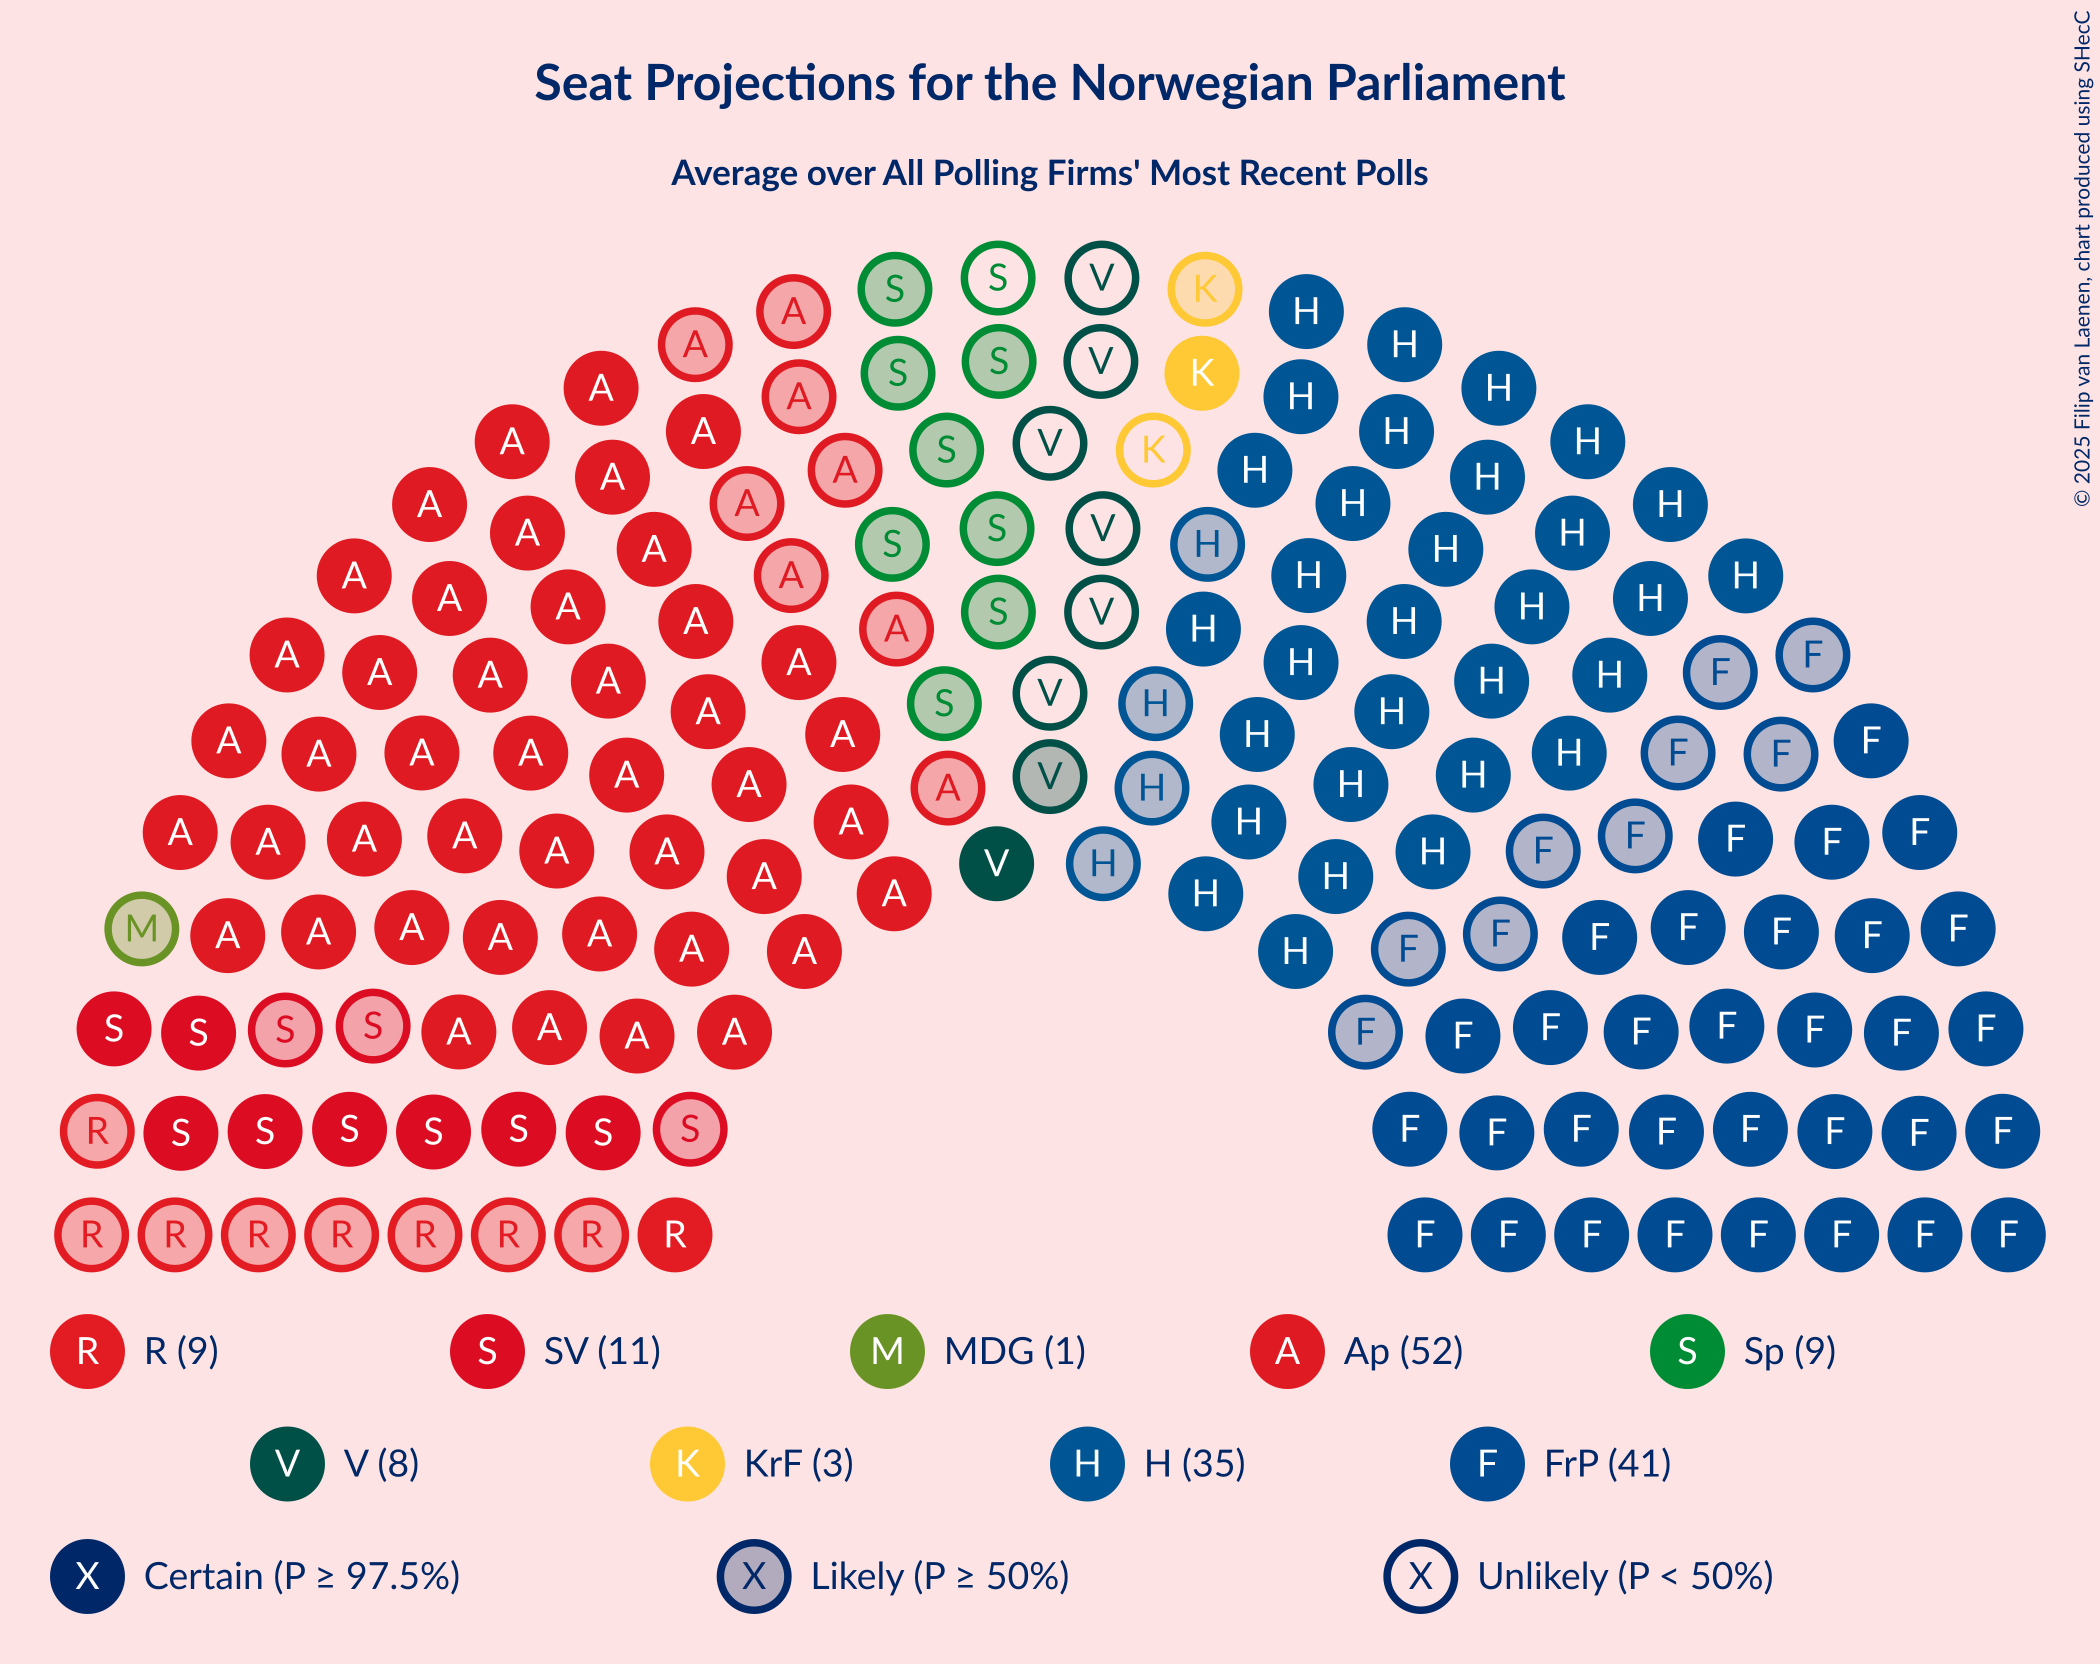 Seat Projections for the Norwegian Parliament
Average over All Polling Firms' Most Recent Polls
© 2025 Filip van Laenen, chart produced using SHecC
S S V K
A A H H
S S V K
A A H H
A A S V K H H H
A A A A H H H
A S S V H
A A A A H H H H
A A A S V H H H H
A A A A S V H H H H F F
A A A A A A V H H H H F F F
A A A A A A A V H H H H F F F F F
M A A A A A A A A H H F F F F F F F
S S S S A A A A F F F F F F F F
R S S S S S S S F F F F F F F F
R R R R R R R R F F F F F F F F
R R (9) S SV (11) M MDG (1) A Ap (52) S Sp (9)
V V (8) K KrF (3) H H (35) F FrP (41)
X Certain (P ≥ 97.5%) X Likely (P ≥ 50%) X Unlikely (P < 50%)